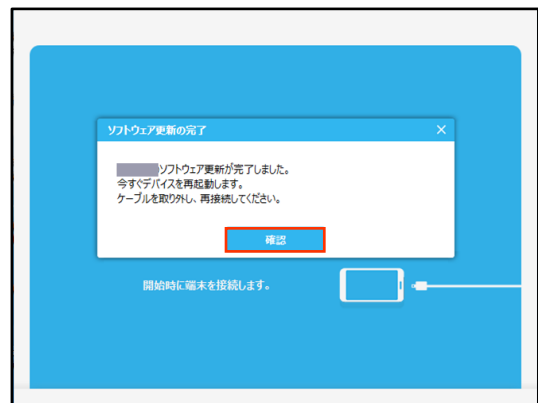 ソフトウェア更新の完了
ソフトウェア更新が完了しました。
今すぐデバイスを再起動します。
ケーブルを取り外し、再接続してください。
確認
開始時に端末を接続します。